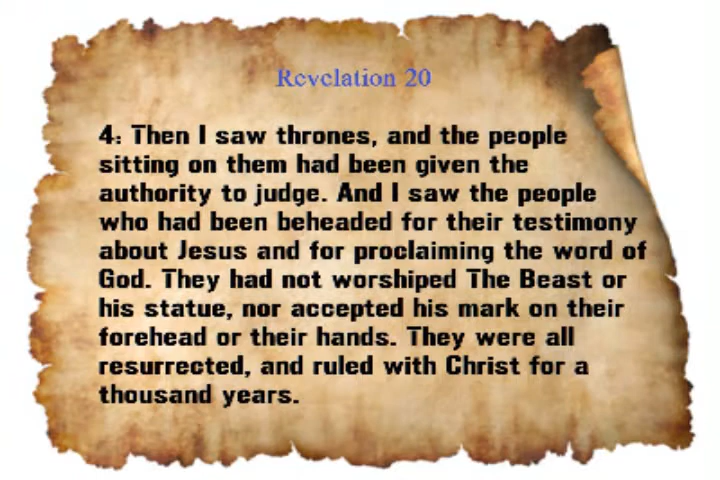 Revelation 20
4: Then I saw thrones, and the people
sitting on them had been given the
authority to judge. And I saw the people
who had been beheaded for their testimony
about Jesus and for proclaiming the word of
God. They had not worshiped The Beast or
his statue, nor accepted his mark on their
forehead or their hands. They were all
resurrected, and ruled with Christ for a
thousand years.